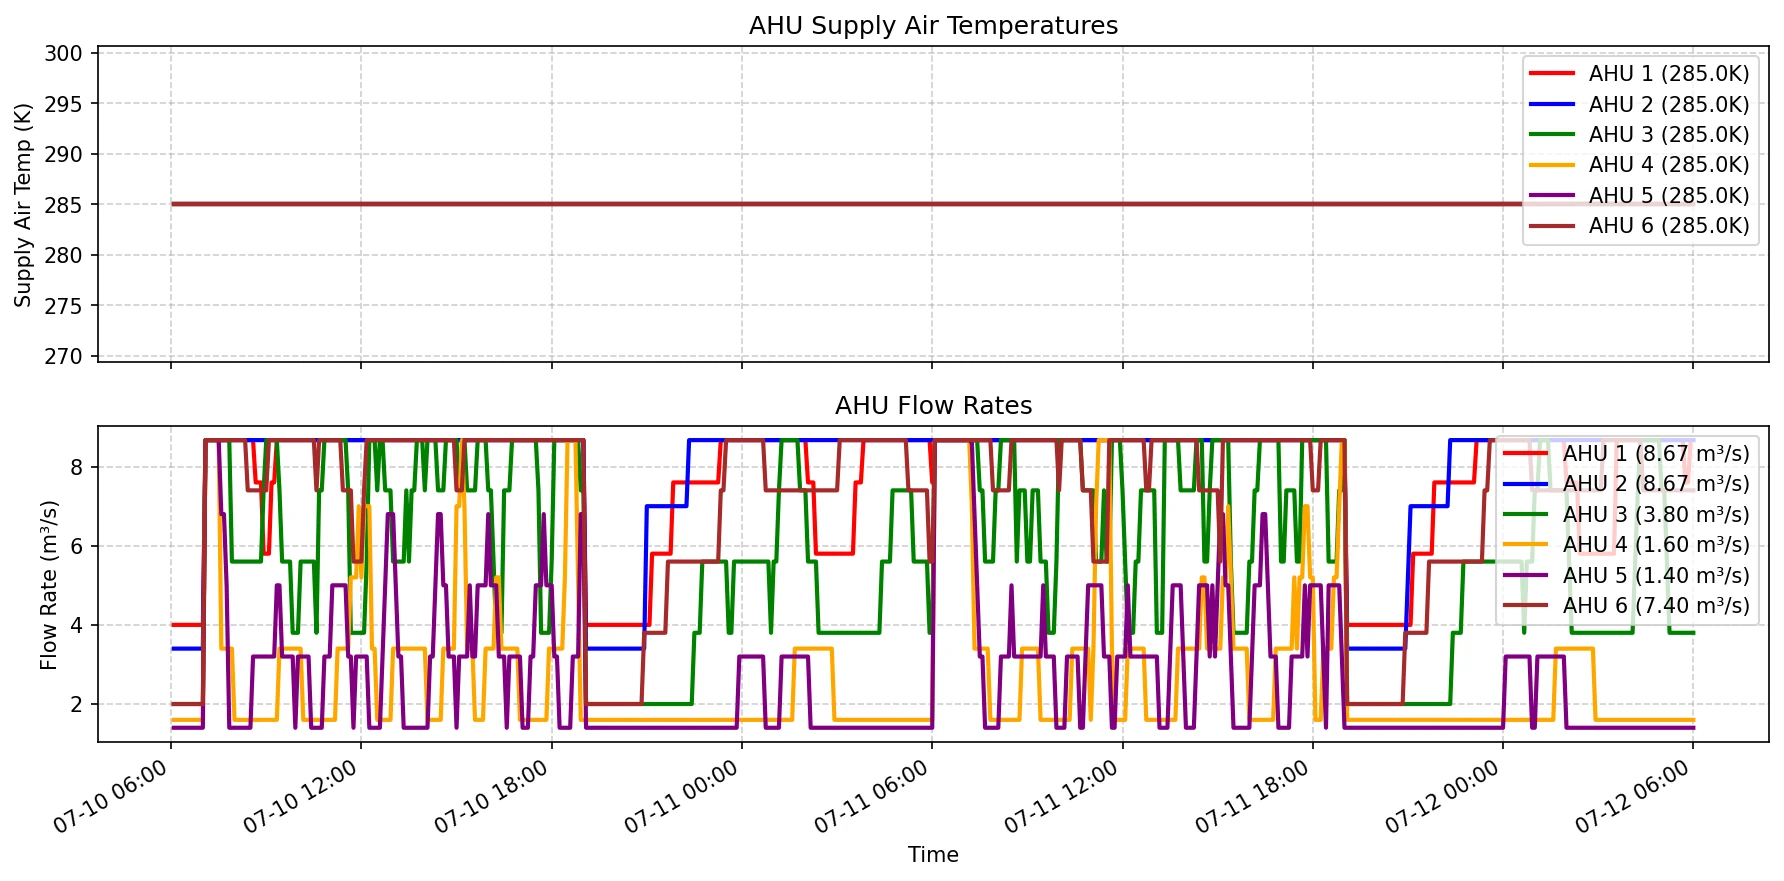 AHU Supply Air Temperatures
Supply Air Temp (K)
300
295
290
285
280
275
270
AHU 1 (285.0K)
AHU 2 (285.0K)
AHU 3 (285.0K)
AHU 4 (285.0K)
AHU 5 (285.0K)
AHU 6 (285.0K)
AHU Flow Rates
Flow Rate (m³/s)
8
6
4
2
AHU 1 (8.67 m³/s)
AHU 2 (8.67 m³/s)
AHU 3 (3.80 m³/s)
AHU 4 (1.60 m³/s)
AHU 5 (1.40 m³/s)
AHU 6 (7.40 m³/s)
07-10 06:00
07-10 12:00
07-10 18:00
07-11 00:00
07-11 06:00
07-11 12:00
07-11 18:00
07-12 00:00
07-12 06:00
Time